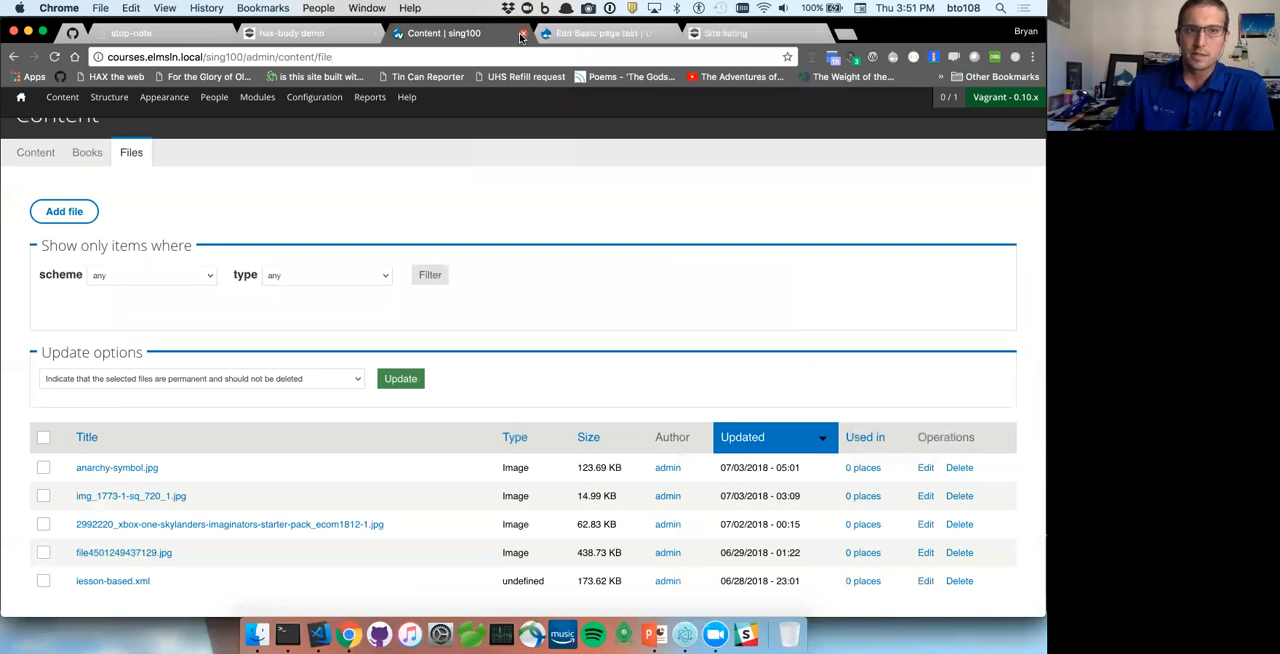 Chrome File Edit View History Bookmarks People Window Help 100% Thu 3:51 PM bto108
stop-note hax-body demo Content | sing100 Edit Basic page test | D Site listing Bryan
courses.elmsln.local/sing100/admin/content/file
Apps HAX the web For the Glory of Ol... is this site built wit... Tin Can Reporter UHS Refill request Poems - 'The Gods... The Adventures of... The Weight of the... » Other Bookmarks
Content Structure Appearance People Modules Configuration Reports Help 0 / 1 Vagrant - 0.10.x
Content
Content Books Files
Add file
Show only items where
scheme any type any Filter
Update options
Indicate that the selected files are permanent and should not be deleted Update
Title Type Size Author Updated Used in Operations
anarchy-symbol.jpg Image 123.69 KB admin 07/03/2018 - 05:01 0 places Edit Delete
img_1773-1-sq_720_1.jpg Image 14.99 KB admin 07/03/2018 - 03:09 0 places Edit Delete
2992220_xbox-one-skylanders-imaginators-starter-pack_ecom1812-1.jpg Image 62.83 KB admin 07/02/2018 - 00:15 0 places Edit Delete
file4501249437129.jpg Image 438.73 KB admin 06/29/2018 - 01:22 0 places Edit Delete
lesson-based.xml undefined 173.62 KB admin 06/28/2018 - 23:01 0 places Edit Delete
music